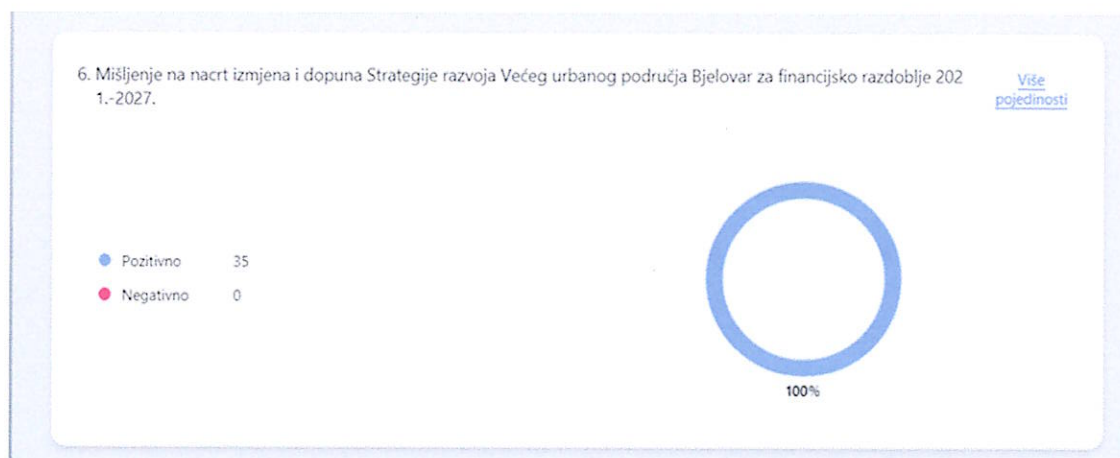 6. Mišljenje na nacrt izmjena i dopuna Strategije razvoja Većeg urbanog područja Bjelovar za financijsko razdoblje 202
1.-2027.
Više
pojedinosti
Pozitivno 35
Negativno 0
100%